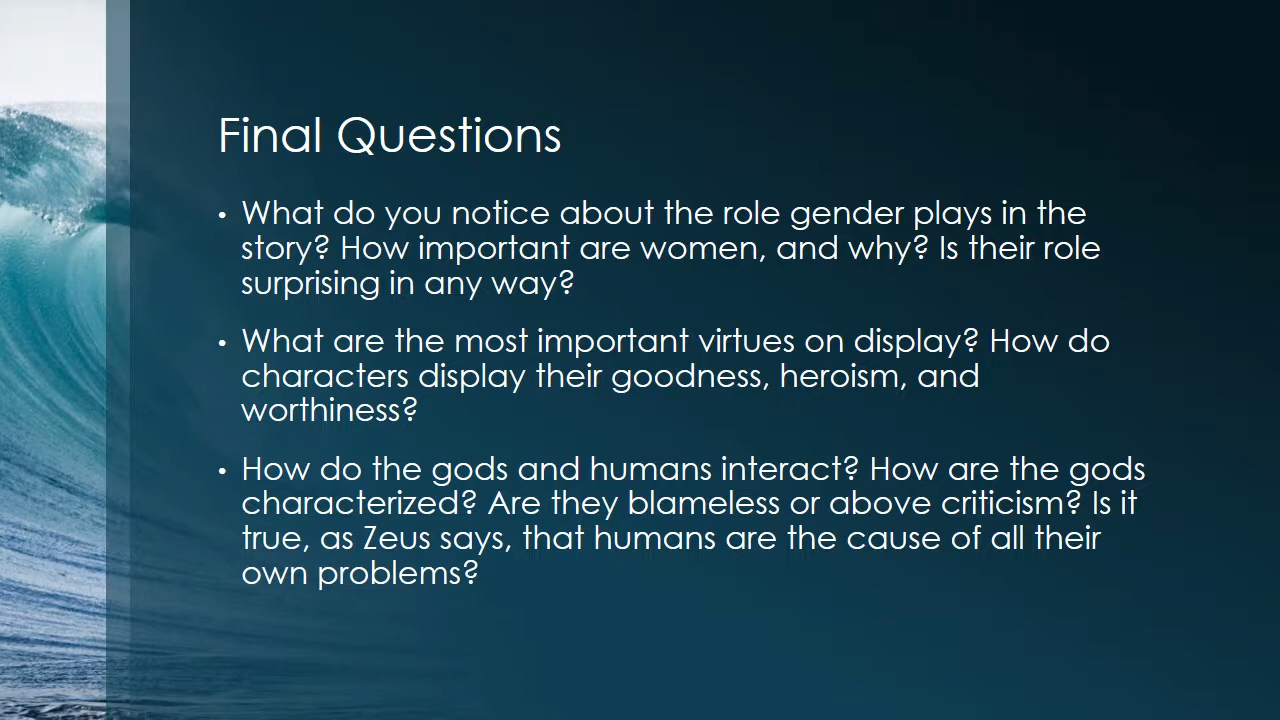 Final Questions
• What do you notice about the role gender plays in the
story? How important are women, and why? Is their role
surprising in any way?
• What are the most important virtues on display? How do
characters display their goodness, heroism, and
worthiness?
• How do the gods and humans interact? How are the gods
characterized? Are they blameless or above criticism? Is it
true, as Zeus says, that humans are the cause of all their
own problems?